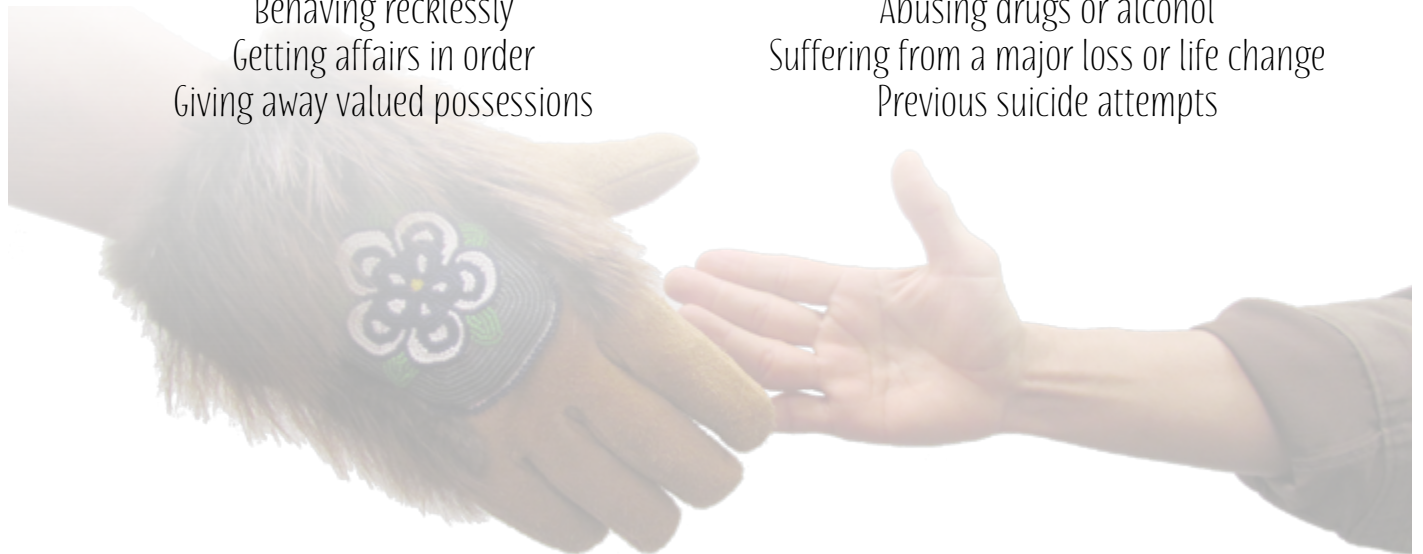 Behaving recklessly
Getting affairs in order
Giving away valued possessions
Abusing drugs or alcohol
Suffering from a major loss or life change
Previous suicide attempts